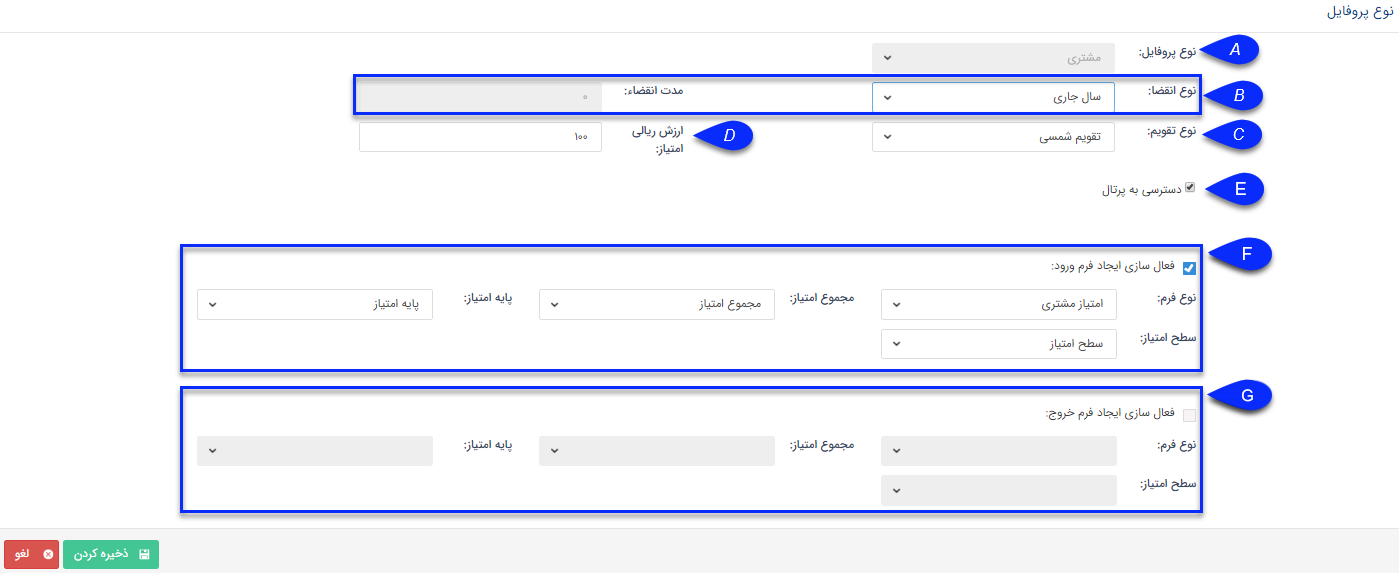 نوع پروفایل
نوع پروفایل: مشتری A
نوع انقضا: سال جاری مدت انقضاء: ۰ B
نوع تقویم: تقویم شمسی C
ارزش ریالی
امتیاز: ۱۰۰ D
دسترسی به پرتال E
فعال سازی ایجاد فرم ورود: F
نوع فرم: امتیاز مشتری مجموع امتیاز: مجموع امتیاز پایه امتیاز: پایه امتیاز
سطح امتیاز: سطح امتیاز
فعال سازی ایجاد فرم خروج: G
نوع فرم: مجموع امتیاز: پایه امتیاز:
سطح امتیاز:
ذخیره کردن لغو